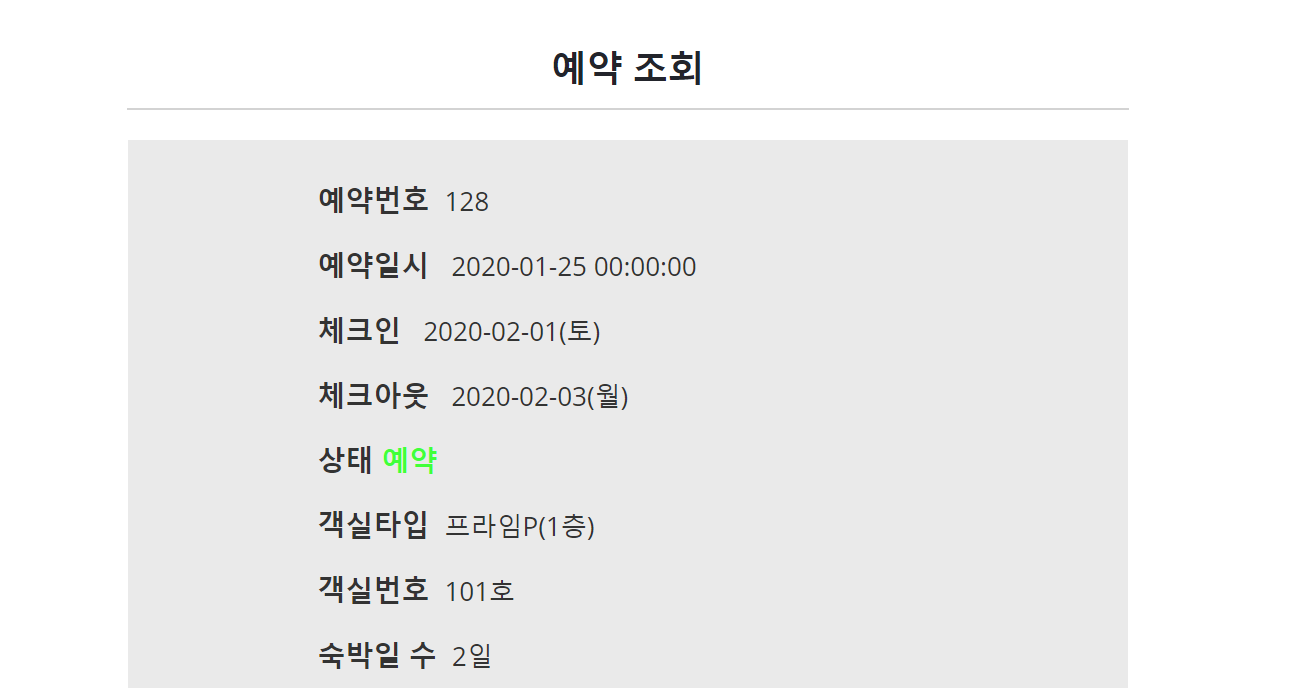 예약 조회
예약번호 128
예약일시 2020-01-25 00:00:00
체크인 2020-02-01(토)
체크아웃 2020-02-03(월)
상태 예약
객실타입 프라임P(1층)
객실번호 101호
숙박일 수 2일